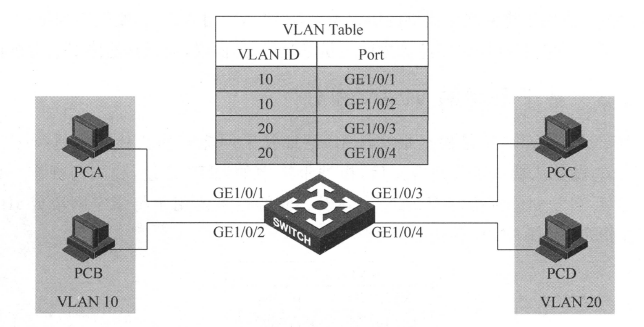 VLAN Table
VLAN ID Port
10 GE1/0/1
10 GE1/0/2
20 GE1/0/3
20 GE1/0/4
PCA
PCC
GE1/0/1
GE1/0/3
GE1/0/2
SWITCH
GE1/0/4
PCB
PCD
VLAN 10
VLAN 20